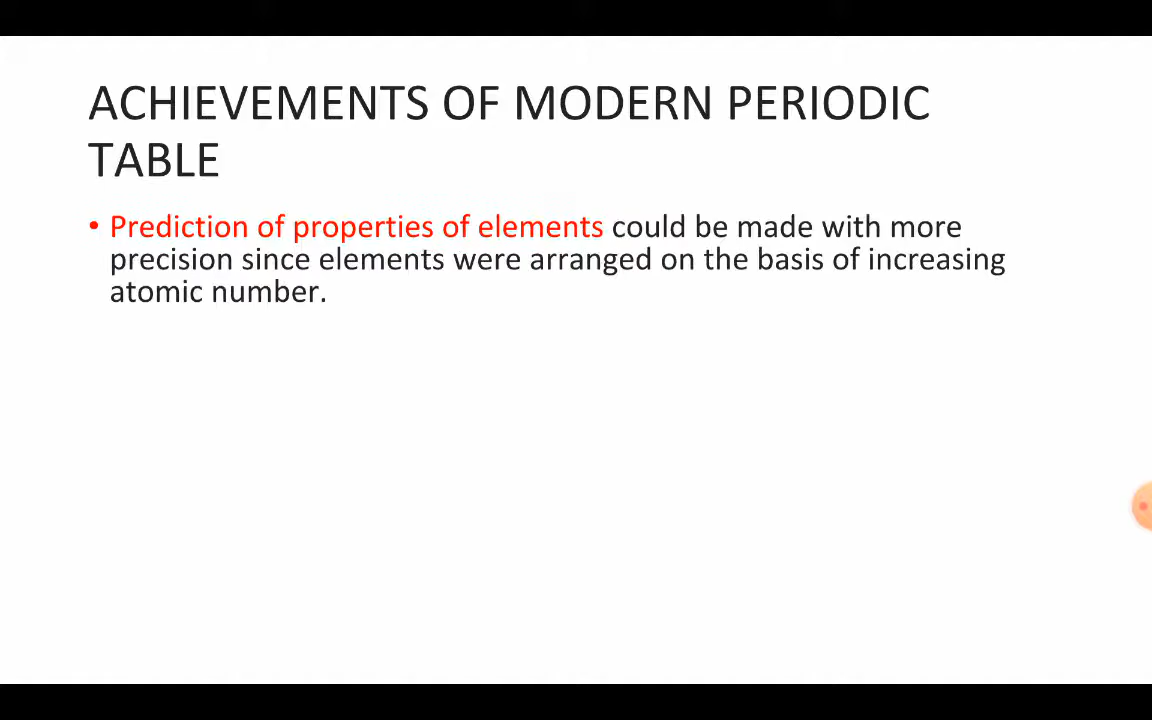 ACHIEVEMENTS OF MODERN PERIODIC
TABLE
• Prediction of properties of elements could be made with more
precision since elements were arranged on the basis of increasing
atomic number.